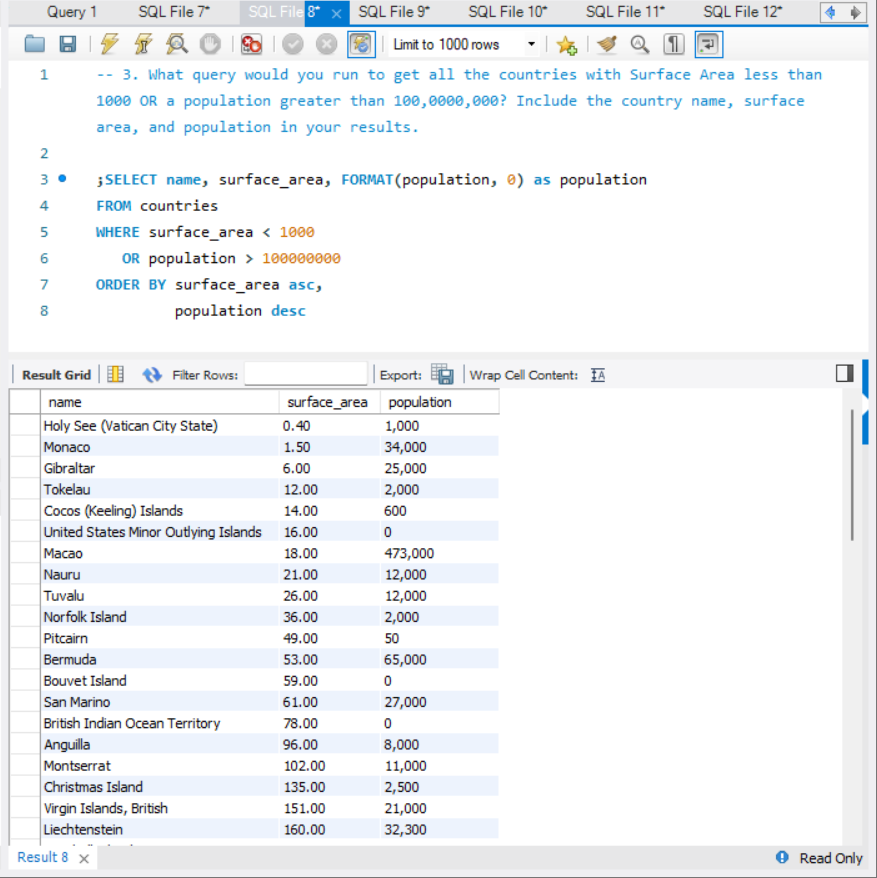 Query 1 SQL File 7* SQL File 8* SQL File 9* SQL File 10* SQL File 11* SQL File 12*
Limit to 1000 rows
1 -- 3. What query would you run to get all the countries with Surface Area less than
1000 OR a population greater than 100,0000,000? Include the country name, surface
area, and population in your results.
2
3 ;SELECT name, surface_area, FORMAT(population, 0) as population
4 FROM countries
5 WHERE surface_area < 1000
6 OR population > 100000000
7 ORDER BY surface_area asc,
8 population desc
Result Grid Filter Rows: Export: Wrap Cell Content:
name surface_area population
Holy See (Vatican City State) 0.40 1,000
Monaco 1.50 34,000
Gibraltar 6.00 25,000
Tokelau 12.00 2,000
Cocos (Keeling) Islands 14.00 600
United States Minor Outlying Islands 16.00 0
Macao 18.00 473,000
Nauru 21.00 12,000
Tuvalu 26.00 12,000
Norfolk Island 36.00 2,000
Pitcairn 49.00 50
Bermuda 53.00 65,000
Bouvet Island 59.00 0
San Marino 61.00 27,000
British Indian Ocean Territory 78.00 0
Anguilla 96.00 8,000
Montserrat 102.00 11,000
Christmas Island 135.00 2,500
Virgin Islands, British 151.00 21,000
Liechtenstein 160.00 32,300
Result 8 Read Only